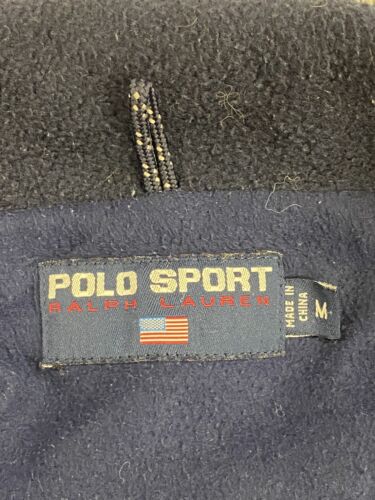 POLO SPORT
RALPH LAUREN
MADE IN
CHINA
M